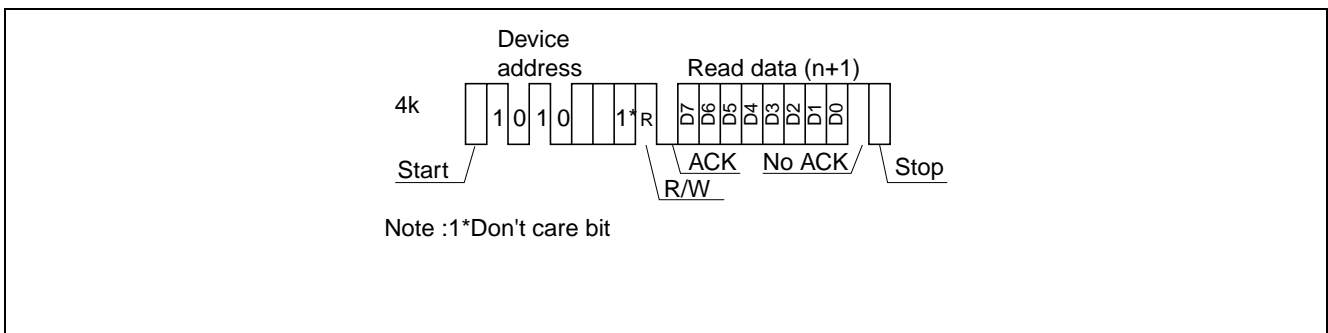 Device
address
Read data (n+1)
4k
1 0 1 0 1* R D7 D6 D5 D4 D3 D2 D1 D0
Start
ACK
No ACK
Stop
R/W
Note :1*Don't care bit